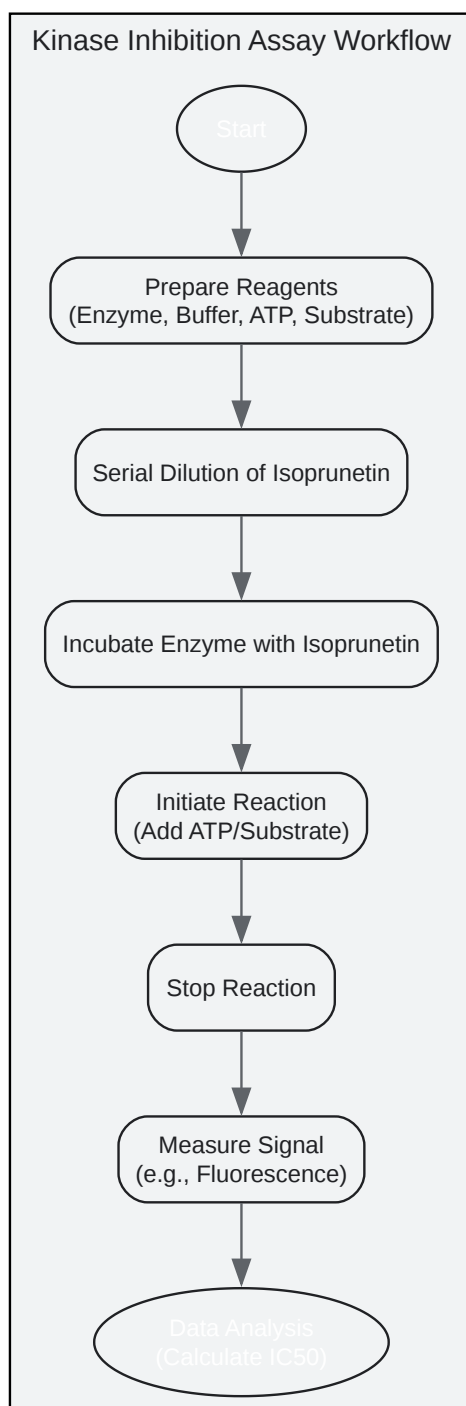 Kinase Inhibition Assay Workflow
Start
Prepare Reagents
(Enzyme, Buffer, ATP, Substrate)
Serial Dilution of Isoprunetin
Incubate Enzyme with Isoprunetin
Initiate Reaction
(Add ATP/Substrate)
Stop Reaction
Measure Signal
(e.g., Fluorescence)
Data Analysis
(Calculate IC50)